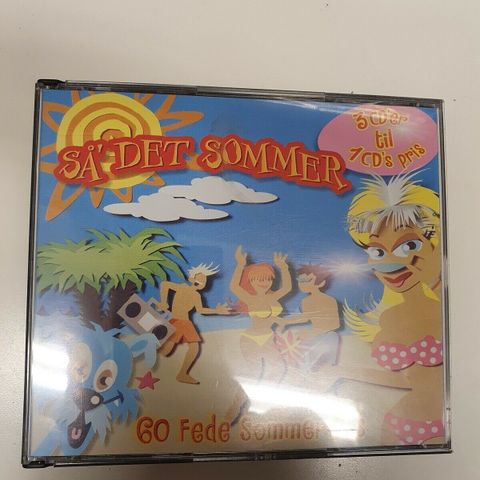 SÅ' DET SOMMER
3 CD'er
til
1 CD's pris
60 Fede Sommer